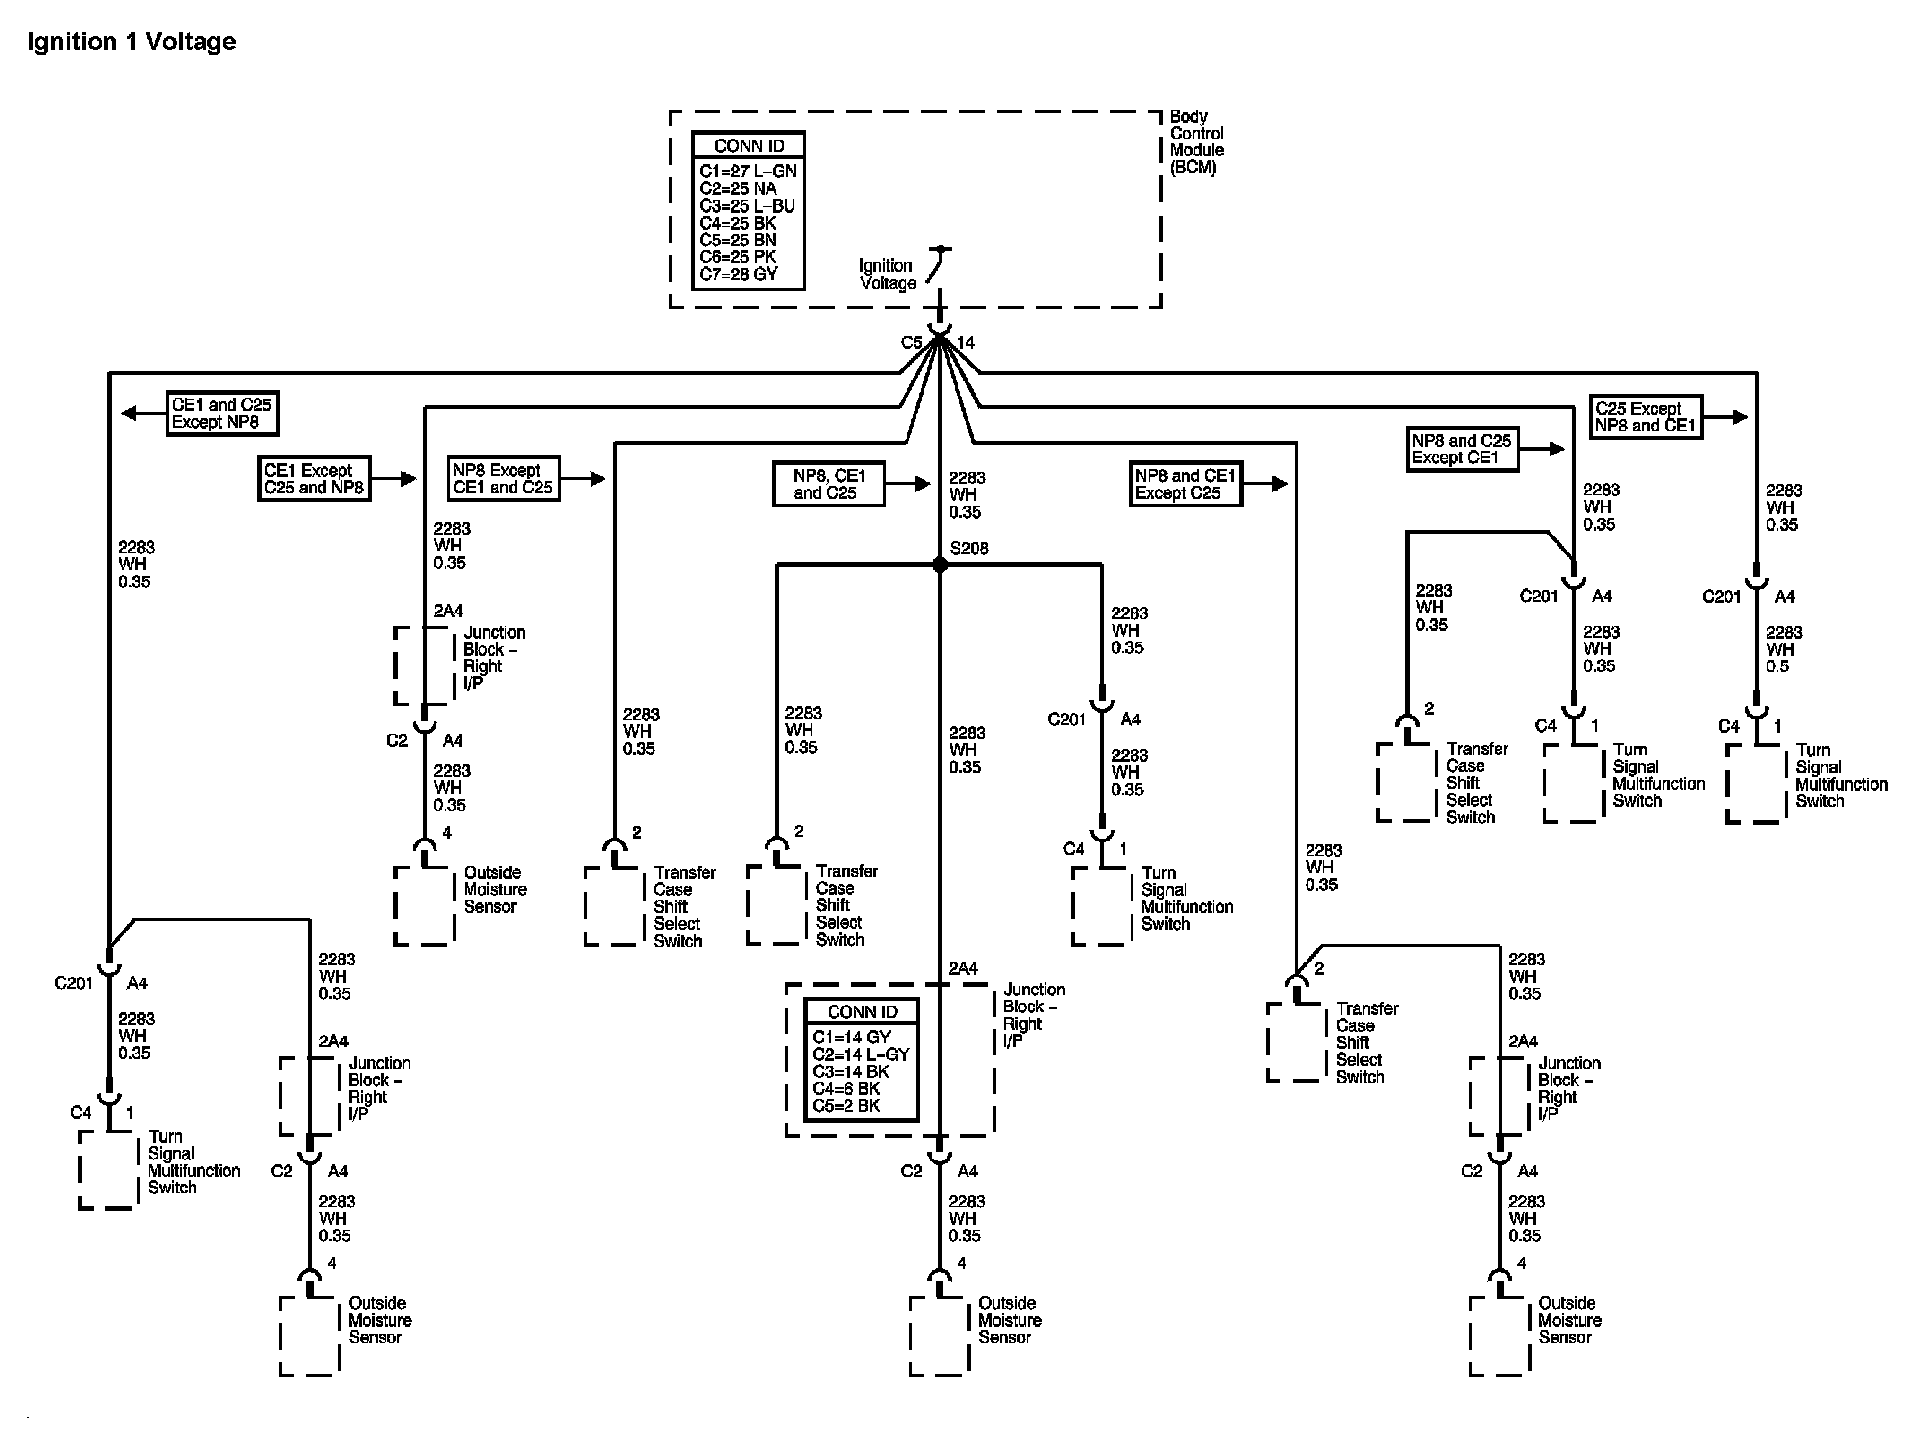 Ignition 1 Voltage
Body
Control
Module
(BCM)
CONN ID
C1=27 L-GN
C2=25 NA
C3=25 L-BU
C4=25 BK
C5=25 BN
C6=25 PK
C7=28 GY
Ignition
Voltage
C5
14
CE1 and C25
Except NP8
CE1 Except
C25 and NP8
NP8 Except
CE1 and C25
NP8, CE1
and C25
NP8 and CE1
Except C25
NP8 and C25
Except CE1
C25 Except
NP8 and CE1
2283
WH
0.35
C201
A4
2283
WH
0.35
C4
1
Turn
Signal
Multifunction
Switch
2283
WH
0.35
2A4
Junction
Block -
Right
I/P
C2
A4
2283
WH
0.35
4
Outside
Moisture
Sensor
2283
WH
0.35
2A4
Junction
Block -
Right
I/P
C2
A4
2283
WH
0.35
4
Outside
Moisture
Sensor
2283
WH
0.35
2
Transfer
Case
Shift
Select
Switch
2283
WH
0.35
S208
2283
WH
0.35
2
Transfer
Case
Shift
Select
Switch
2283
WH
0.35
2A4
Junction
Block -
Right
I/P
CONN ID
C1=14 GY
C2=14 L-GY
C3=14 BK
C4=6 BK
C5=2 BK
C2
A4
2283
WH
0.35
4
Outside
Moisture
Sensor
2283
WH
0.35
C201
A4
2283
WH
0.35
C4
1
Turn
Signal
Multifunction
Switch
2283
WH
0.35
2
Transfer
Case
Shift
Select
Switch
2283
WH
0.35
2A4
Junction
Block -
Right
I/P
C2
A4
2283
WH
0.35
4
Outside
Moisture
Sensor
2283
WH
0.35
2283
WH
0.35
2
Transfer
Case
Shift
Select
Switch
C201
A4
2283
WH
0.35
C4
1
Turn
Signal
Multifunction
Switch
2283
WH
0.35
C201
A4
2283
WH
0.5
C4
1
Turn
Signal
Multifunction
Switch